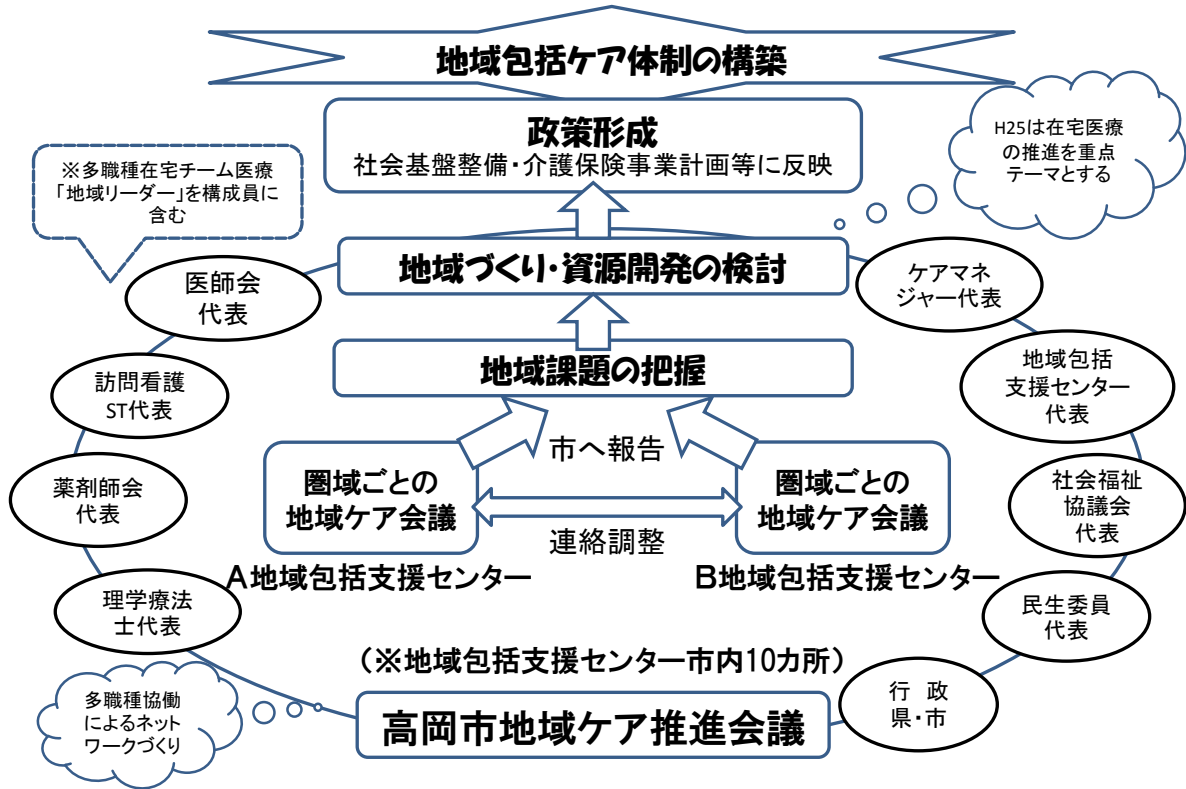 地域包括ケア体制の構築
政策形成
社会基盤整備・介護保険事業計画等に反映
H25は在宅医療
の推進を重点
テーマとする
※多職種在宅チーム医療
「地域リーダー」を構成員に
含む
地域づくり・資源開発の検討
医師会
代表
ケアマネ
ジャー代表
地域課題の把握
訪問看護
ST代表
地域包括
支援センター
代表
市へ報告
圏域ごとの
地域ケア会議
圏域ごとの
地域ケア会議
連絡調整
薬剤師会
代表
社会福祉
協議会
代表
A地域包括支援センター
B地域包括支援センター
理学療法
士代表
民生委員
代表
（※地域包括支援センター市内10カ所）
多職種協働
によるネット
ワークづくり
高岡市地域ケア推進会議
行　政
県・市